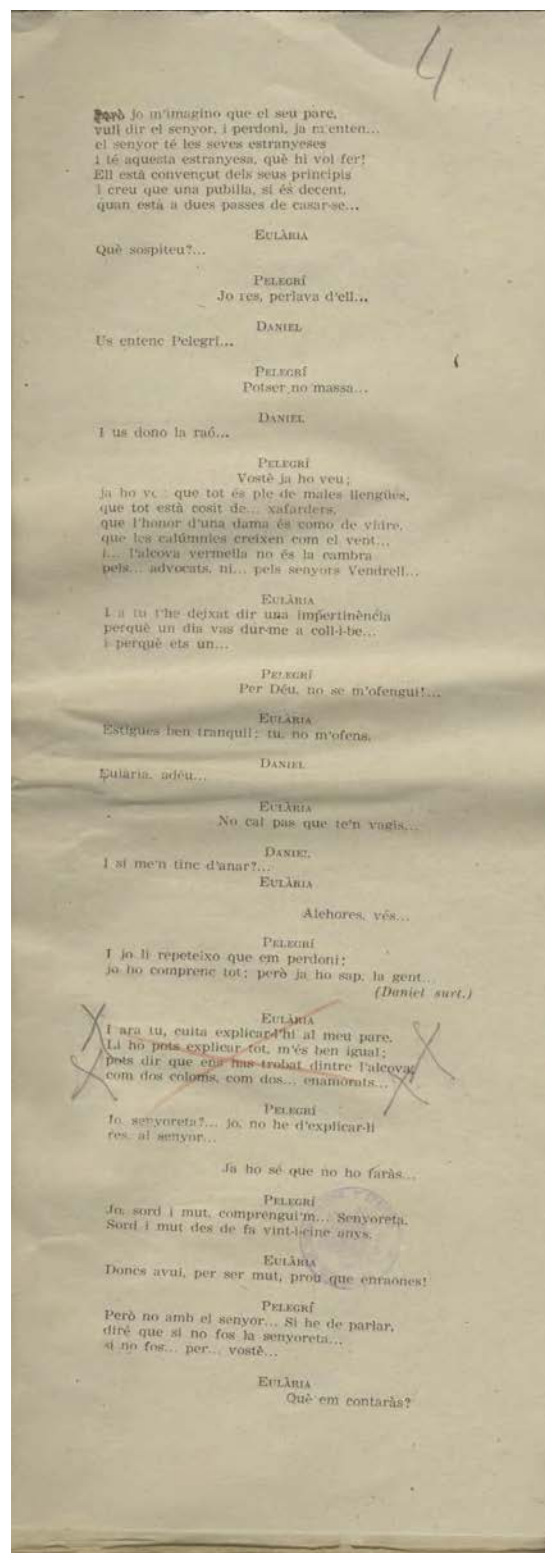 4
Però jo m'imagino que el seu pare,
vull dir el senyor, i perdoni, ja m'enten...
el senyor té les seves estranyeses
i té aquesta estranyesa, què hi vol fer!
Ell està convençut dels seus principis
i creu que una pubilla, si és decent,
quan està a dues passes de casar-se...
EULÀRIA
Què sospiteu?...
PELEGRÍ
Jo res, perlava d'ell...
DANIEL
Us entenc Pelegrí...
PELEGRÍ
Potser no massa...
DANIEL
I us dono la raó...
PELEGRÍ
Vostè ja ho veu;
ja ho ve que tot és ple de males llengües,
que tot està cosit de... xafarders,
que l'honor d'una dama és como de vidre,
que les calúmnies creixen com el vent...
i... l'alcova vermella no és la cambra
pels... advocats, ni... pels senyors Vendrell...
EULÀRIA
I a tu t'he deixat dir una impertinència
perquè un dia vas dur-me a coll-i-be...
i perquè ets un...
PELEGRÍ
Per Déu, no se m'ofengui!...
EULÀRIA
Estigues ben tranquil; tu, no m'ofens.
DANIEL
Eulària, adéu...
EULÀRIA
No cal pas que te'n vagis...
DANIEL
I si me'n tinc d'anar?...
EULÀRIA
Alehores, vés...
PELEGRÍ
I jo li repeteixo que em perdoni;
jo ho comprenc tot; però ja ho sap, la gent...
(Daniel surt.)
EULÀRIA
I ara tu, cuita explicar-l'hi al meu pare.
Li ho pots explicar tot, m'és ben igual;
pots dir que ens has trobat dintre l'alcova;
com dos coloms, com dos... enamorats...
PELEGRÍ
Jo, senyoreta?... jo, no he d'explicar-li
res, al senyor...
Ja ho sé que no ho faràs...
PELEGRÍ
Jo, sord i mut, comprengui'm... Senyoreta.
Sord i mut des de fa vint-i-cinc anys.
EULÀRIA
Doncs avui, per ser mut, prou que enraones!
PELEGRÍ
Però no amb el senyor... Si he de parlar,
diré que si no fos la senyoreta...
si no fos... per... vostè...
EULÀRIA
Què em contaràs?